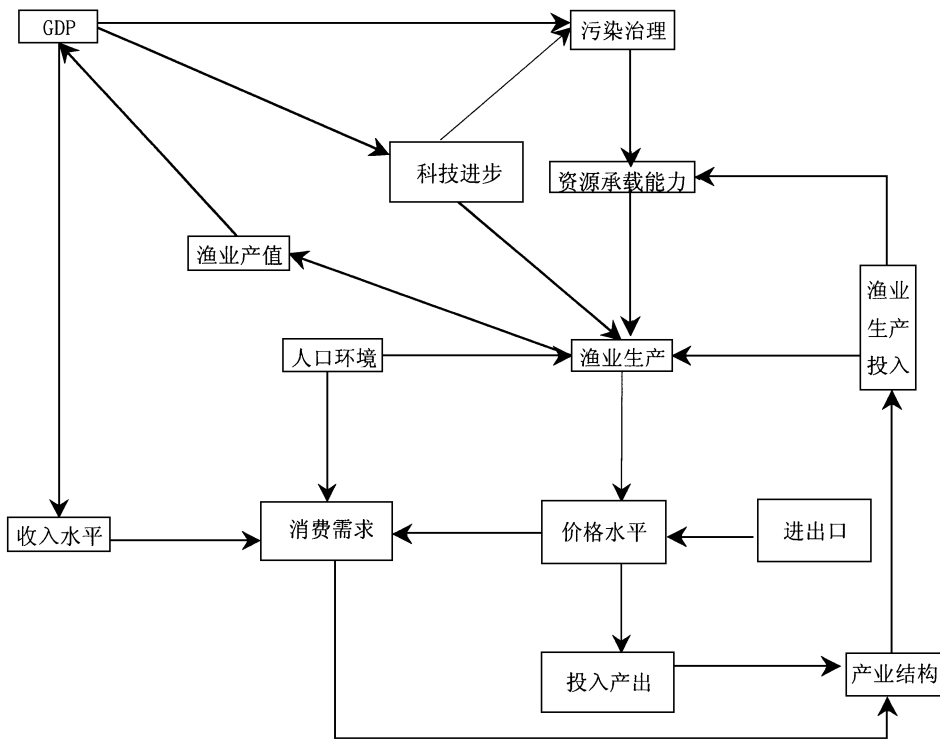 GDP
污染治理
科技进步
资源承载能力
渔业产值
渔业
生产
投入
人口环境
渔业生产
收入水平
消费需求
价格水平
进出口
投入产出
产业结构